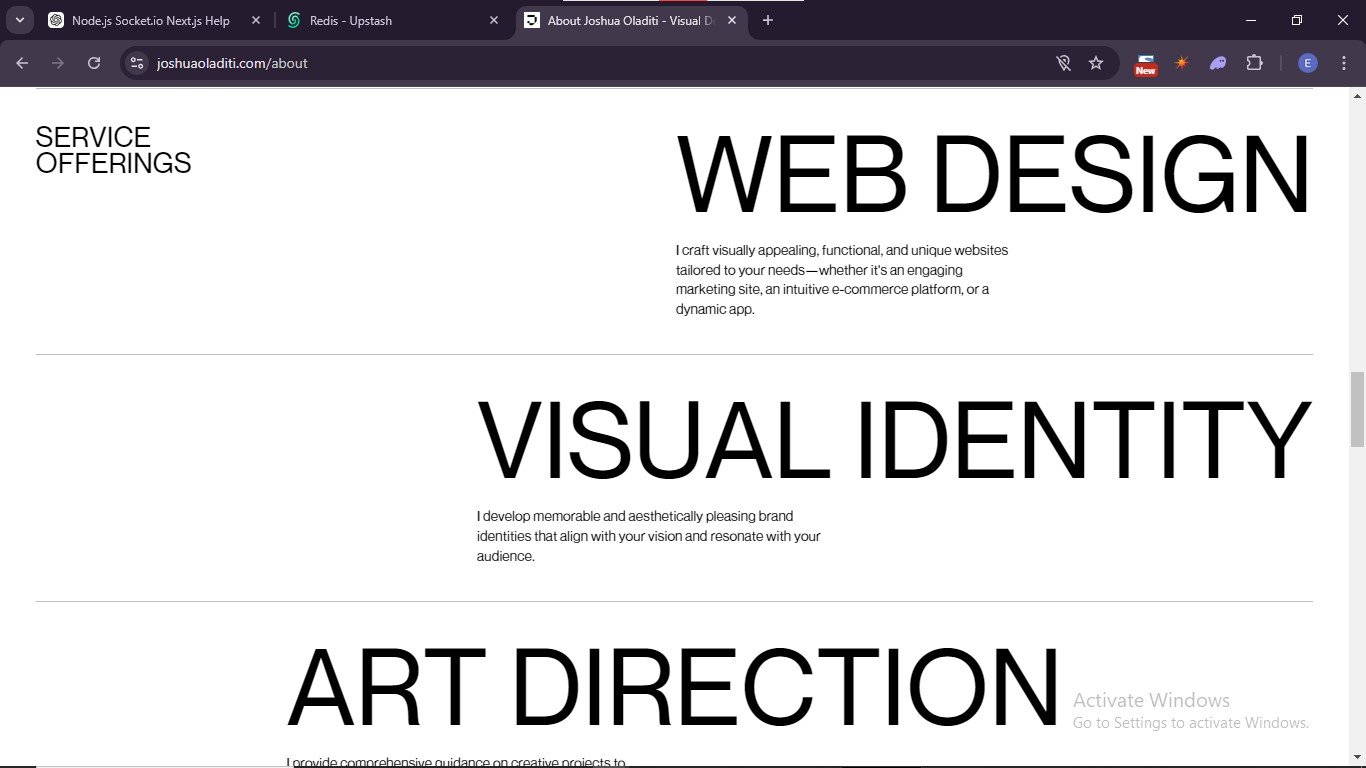 Node.js Socket.io Next.js Help
Redis - Upstash
About Joshua Oladiti - Visual D
joshuaoladiti.com/about
New
E
SERVICE
OFFERINGS
WEB DESIGN
I craft visually appealing, functional, and unique websites
tailored to your needs—whether it's an engaging
marketing site, an intuitive e-commerce platform, or a
dynamic app.
VISUAL IDENTITY
I develop memorable and aesthetically pleasing brand
identities that align with your vision and resonate with your
audience.
ART DIRECTION
I provide comprehensive guidance on creative projects to
Activate Windows
Go to Settings to activate Windows.